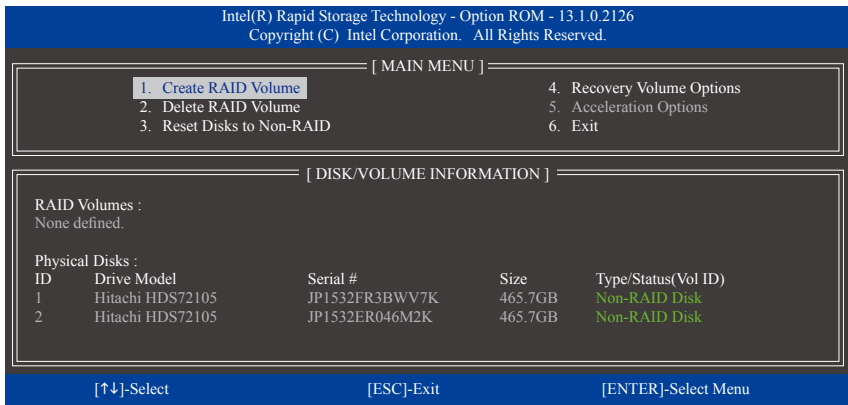 Intel(R) Rapid Storage Technology - Option ROM - 13.1.0.2126
Copyright (C) Intel Corporation. All Rights Reserved.
[ MAIN MENU ]
1. Create RAID Volume
2. Delete RAID Volume
3. Reset Disks to Non-RAID
4. Recovery Volume Options
5. Acceleration Options
6. Exit
[ DISK/VOLUME INFORMATION ]
RAID Volumes :
None defined.
Physical Disks :
ID Drive Model Serial # Size Type/Status(Vol ID)
1 Hitachi HDS72105 JP1532FR3BWV7K 465.7GB Non-RAID Disk
2 Hitachi HDS72105 JP1532ER046M2K 465.7GB Non-RAID Disk
[↑↓]-Select [ESC]-Exit [ENTER]-Select Menu